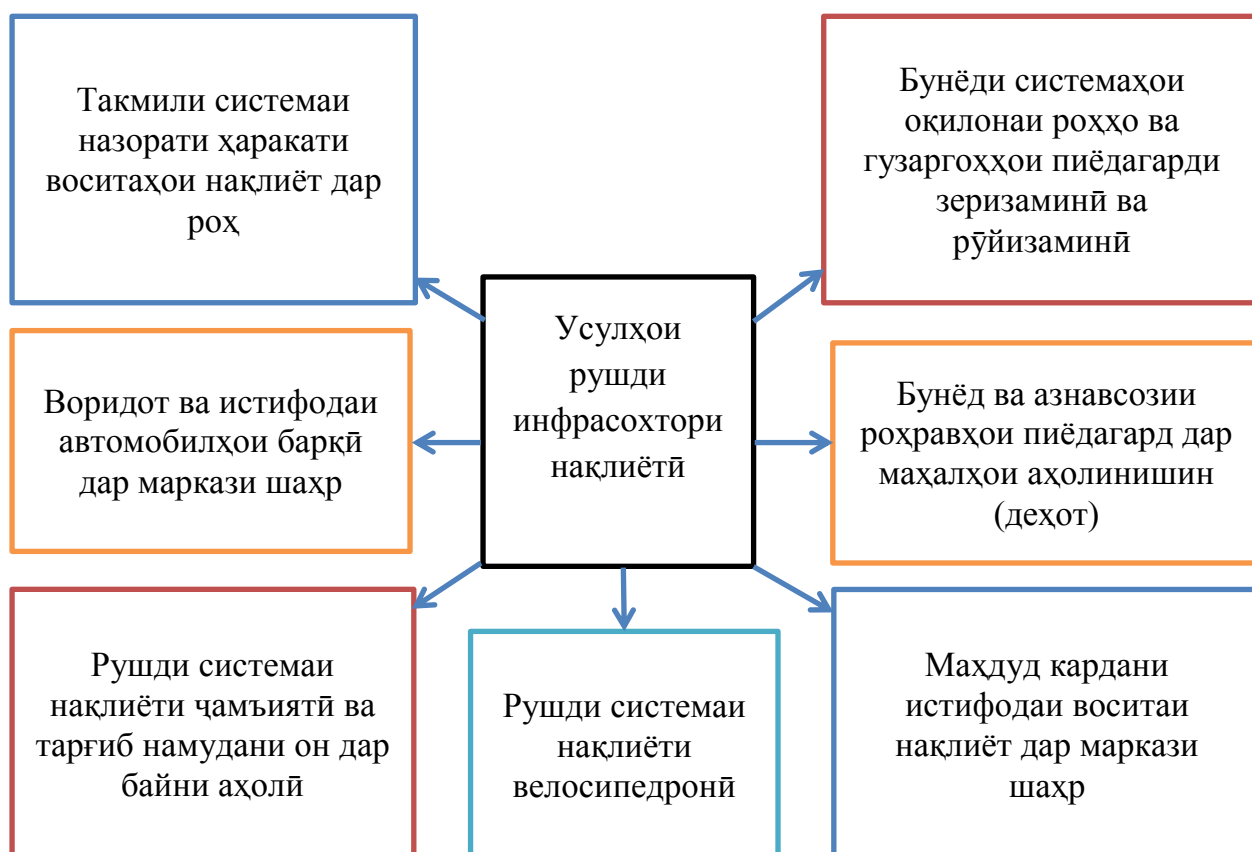 Такмили системаи
назорати ҳаракати
воситаҳои нақлиёт дар
роҳ
Бунёди системаҳои
оқилонаи роҳҳо ва
гузаргоҳҳои пиёдагарди
зеризаминӣ ва
рӯйизаминӣ
Усулҳои
рушди
инфрасохтори
нақлиётӣ
Воридот ва истифодаи
автомобилҳои барқӣ
дар маркази шаҳр
Бунёд ва азнавсозии
роҳравҳои пиёдагард дар
маҳалҳои аҳолинишин
(деҳот)
Рушди системаи
нақлиёти ҷамъиятӣ ва
тарғиб намудани он дар
байни аҳолӣ
Рушди системаи
нақлиёти
велосипедронӣ
Маҳдуд кардани
истифодаи воситаи
нақлиёт дар маркази
шаҳр